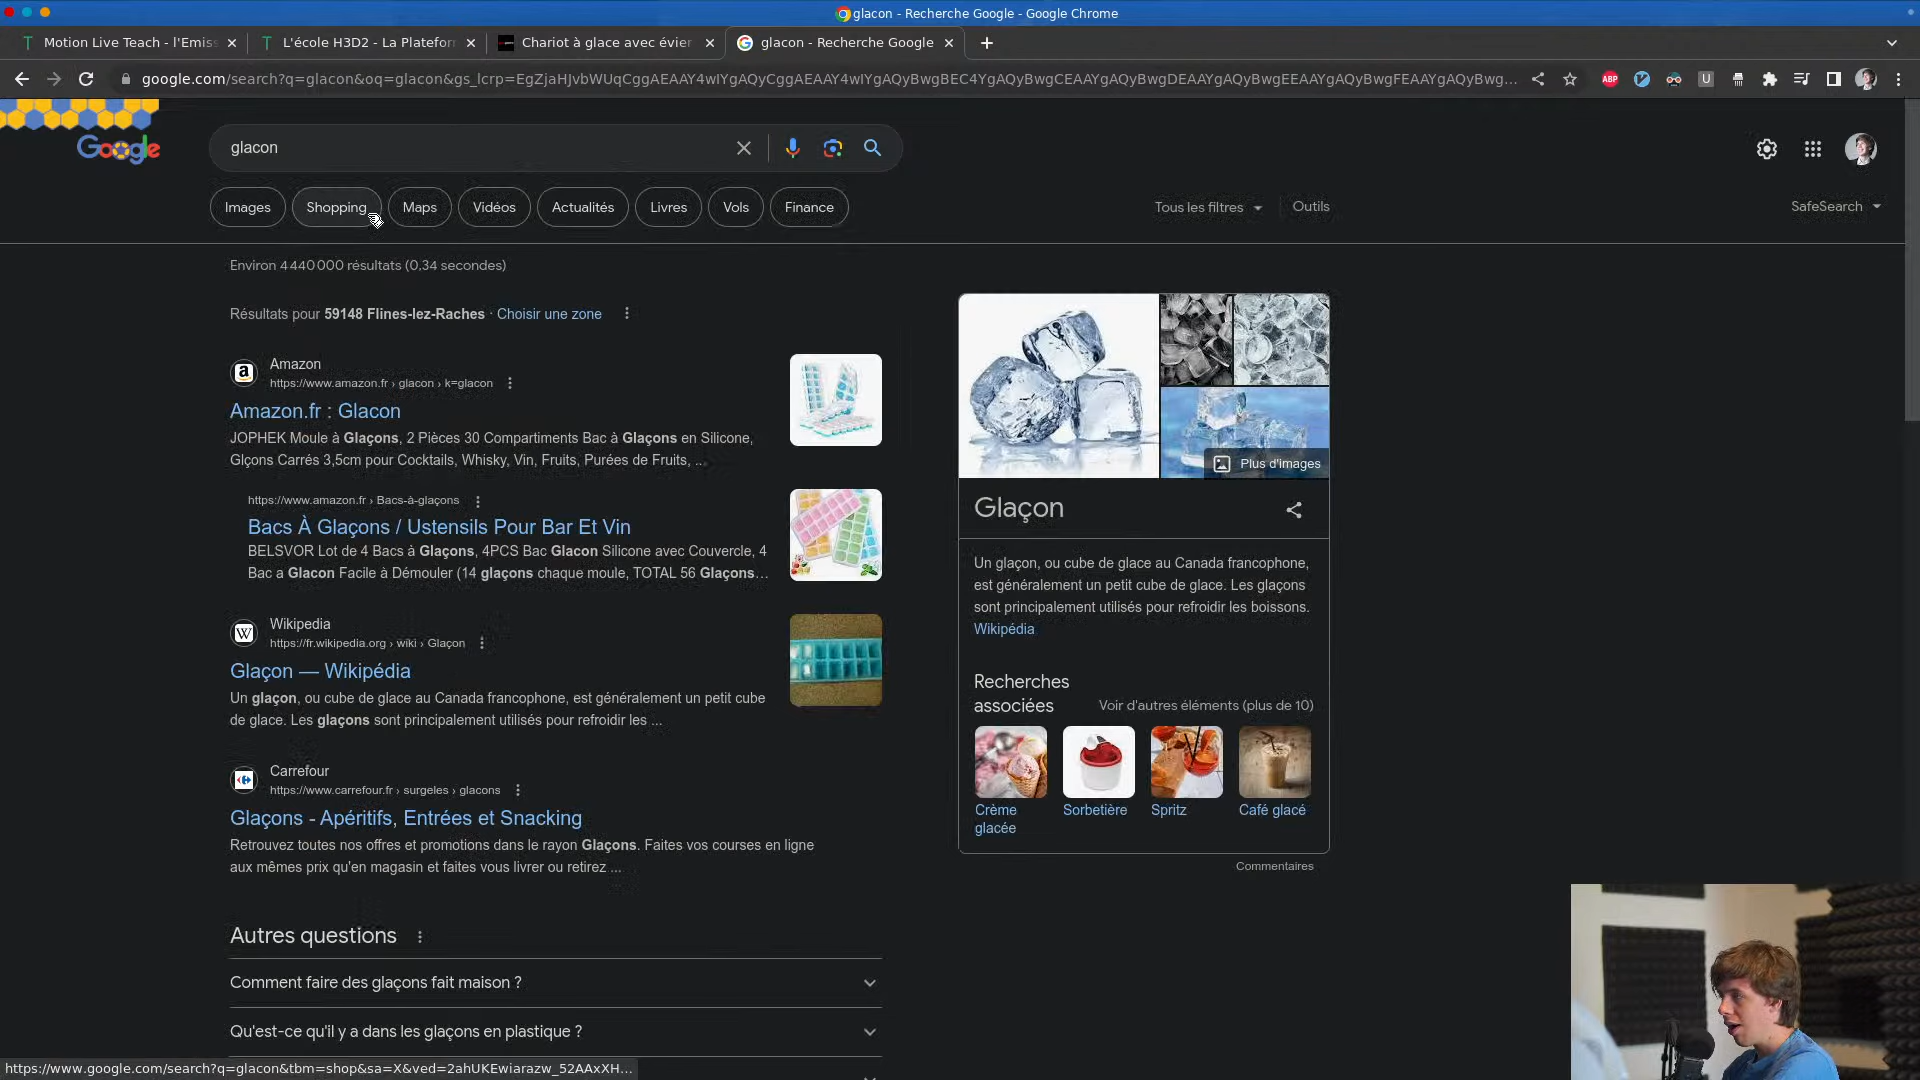 glacon - Recherche Google - Google Chrome
Motion Live Teach - l'Emiss
L'école H3D2 - La Platefor
Chariot à glace avec évier
glacon - Recherche Google
google.com/search?q=glacon&oq=glacon&gs_lcrp=EgZjaHJvbWUqCggAEAAY4wIYgAQyCggAEAAY4wIYgAQyBwgBEC4YgAQyBwgCEAAYgAQyBwgDEAAYgAQyBwgEEAAYgAQyBwgFEAAYgAQyBwg...
ABP
U
Google
glacon
Images
Shopping
Maps
Vidéos
Actualités
Livres
Vols
Finance
Tous les filtres
Outils
SafeSearch
Environ 4 440 000 résultats (0,34 secondes)
Résultats pour 59148 Flines-lez-Raches · Choisir une zone
Amazon
https://www.amazon.fr › glacon › k=glacon
Amazon.fr : Glacon
JOPHEK Moule à Glaçons, 2 Pièces 30 Compartiments Bac à Glaçons en Silicone,
Glçons Carrés 3,5cm pour Cocktails, Whisky, Vin, Fruits, Purées de Fruits, ...
https://www.amazon.fr › Bacs-à-glaçons
Bacs À Glaçons / Ustensils Pour Bar Et Vin
BELSVOR Lot de 4 Bacs à Glaçons, 4PCS Bac Glacon Silicone avec Couvercle, 4
Bac a Glacon Facile à Démouler (14 glaçons chaque moule, TOTAL 56 Glaçons...
Wikipedia
https://fr.wikipedia.org › wiki › Glaçon
Glaçon — Wikipédia
Un glaçon, ou cube de glace au Canada francophone, est généralement un petit cube
de glace. Les glaçons sont principalement utilisés pour refroidir les ...
Carrefour
https://www.carrefour.fr › surgeles › glacons
Glaçons - Apéritifs, Entrées et Snacking
Retrouvez toutes nos offres et promotions dans le rayon Glaçons. Faites vos courses en ligne
aux mêmes prix qu'en magasin et faites vous livrer ou retirez ...
Autres questions
Comment faire des glaçons fait maison ?
Qu'est-ce qu'il y a dans les glaçons en plastique ?
Plus d'images
Glaçon
Un glaçon, ou cube de glace au Canada francophone,
est généralement un petit cube de glace. Les glaçons
sont principalement utilisés pour refroidir les boissons.
Wikipédia
Recherches
associées
Voir d'autres éléments (plus de 10)
Crème
glacée
Sorbetière
Spritz
Café glacé
Commentaires
https://www.google.com/search?q=glacon&tbm=shop&sa=X&ved=2ahUKEwiarazw_52AAxXH...